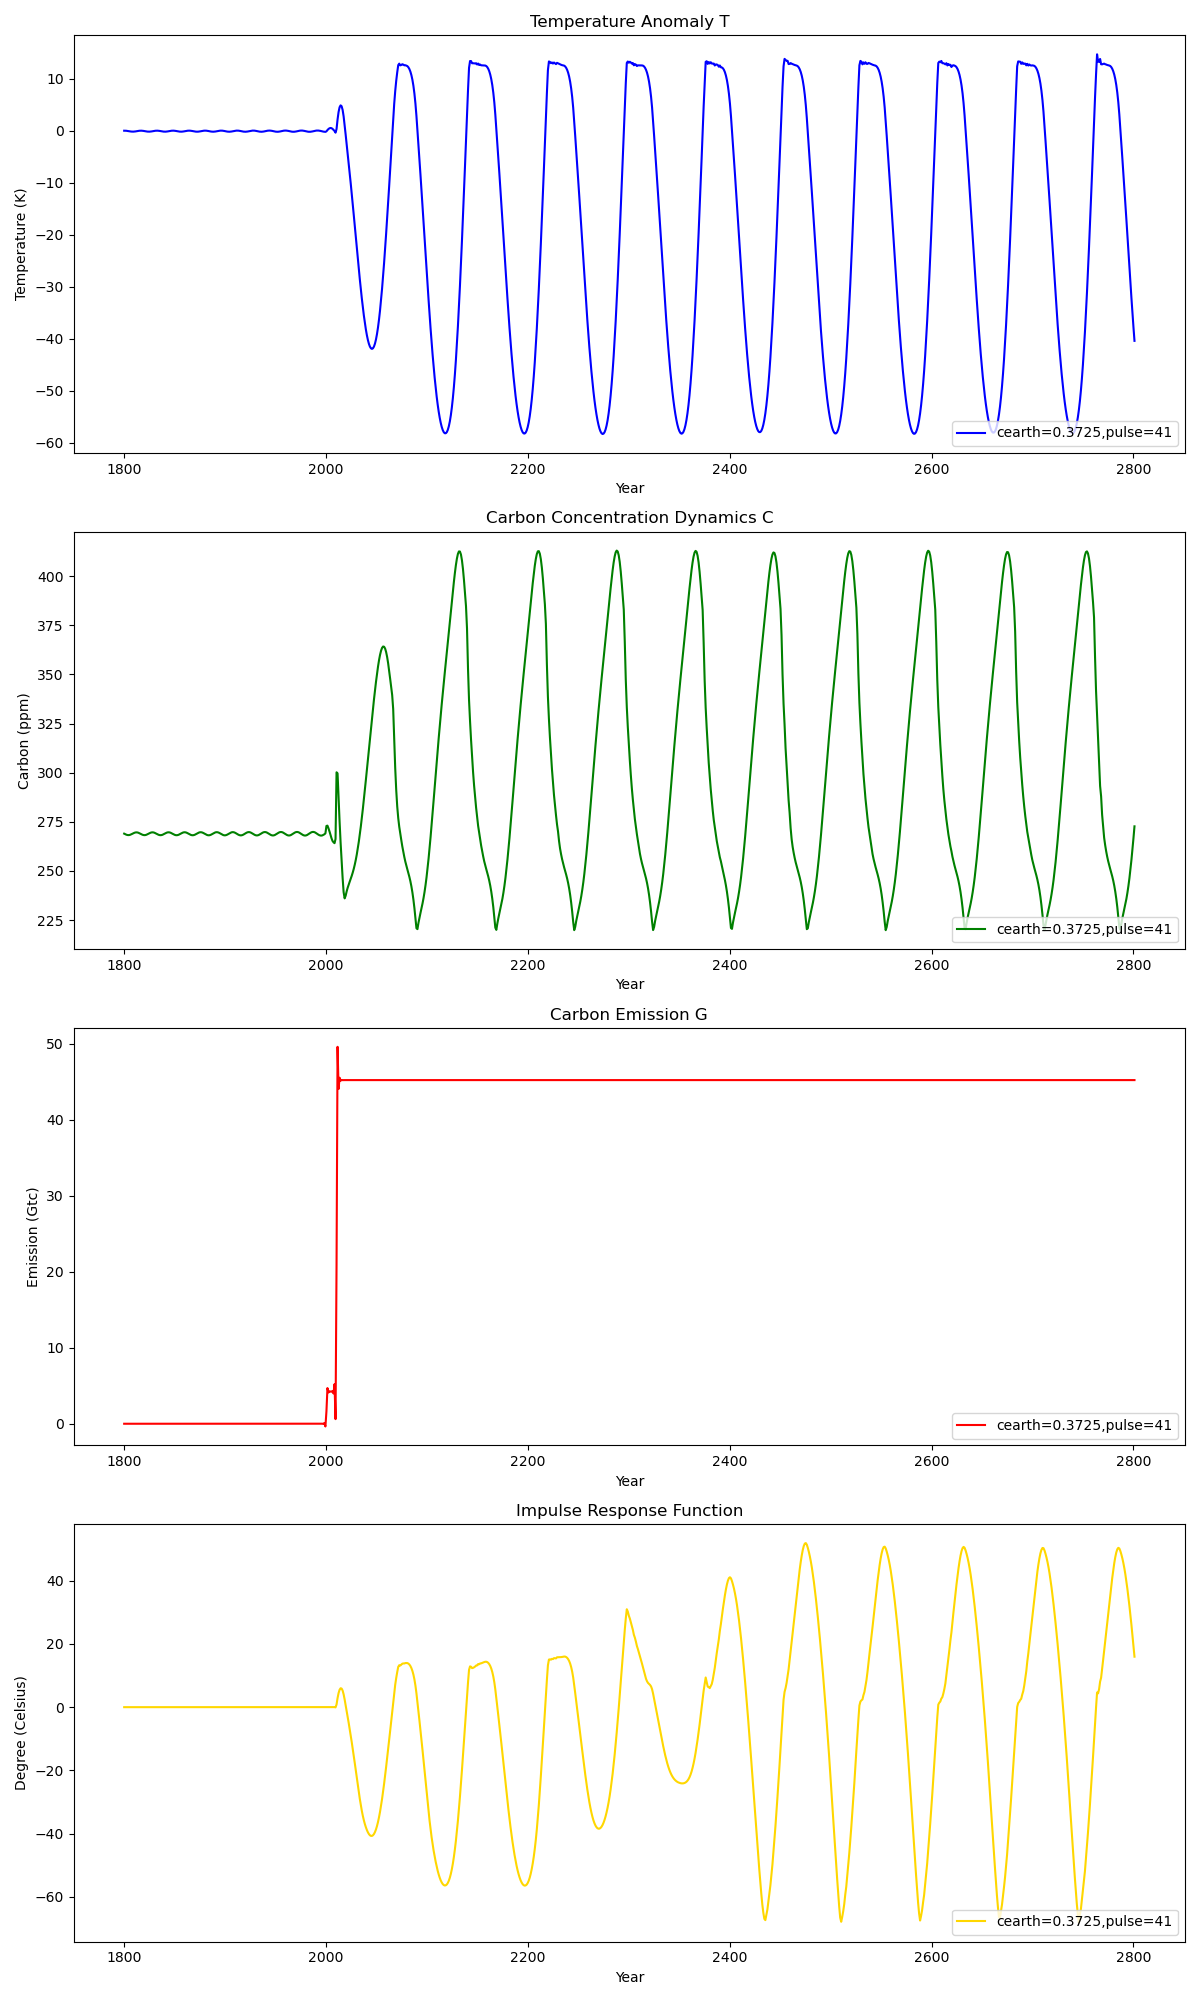 Temperature Anomaly T
10
0
−10
−20
−30
−40
−50
−60
Temperature (K)
cearth=0.3725,pulse=41
1800 2000 2200 2400 2600 2800
Year
Carbon Concentration Dynamics C
400
375
350
325
300
275
250
225
Carbon (ppm)
cearth=0.3725,pulse=41
1800 2000 2200 2400 2600 2800
Year
Carbon Emission G
50
40
30
20
10
0
Emission (Gtc)
cearth=0.3725,pulse=41
1800 2000 2200 2400 2600 2800
Year
Impulse Response Function
40
20
0
−20
−40
−60
Degree (Celsius)
cearth=0.3725,pulse=41
1800 2000 2200 2400 2600 2800
Year